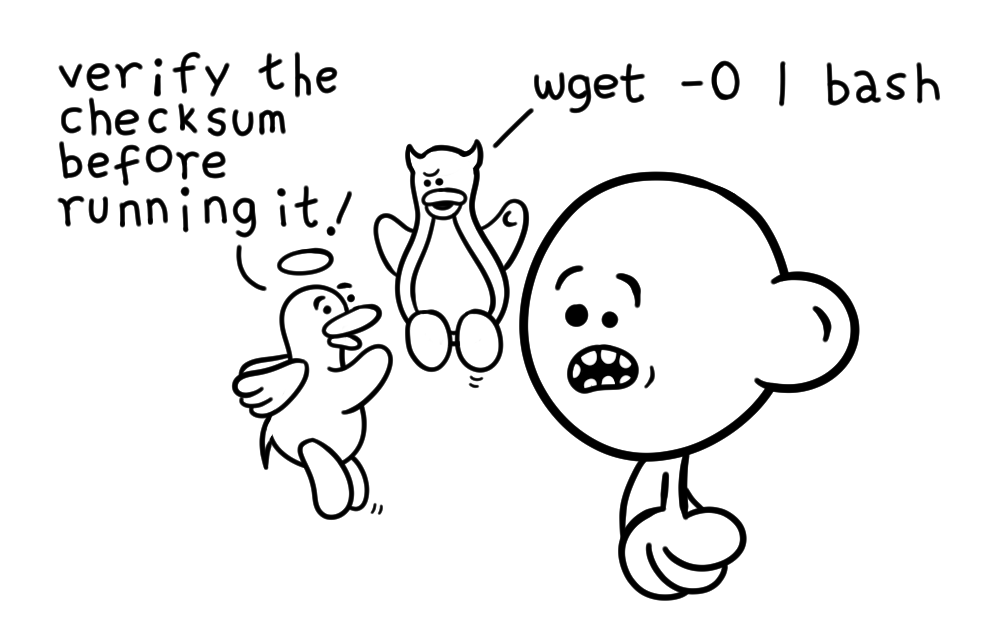 verify the
checksum
before
running it!
wget -O | bash